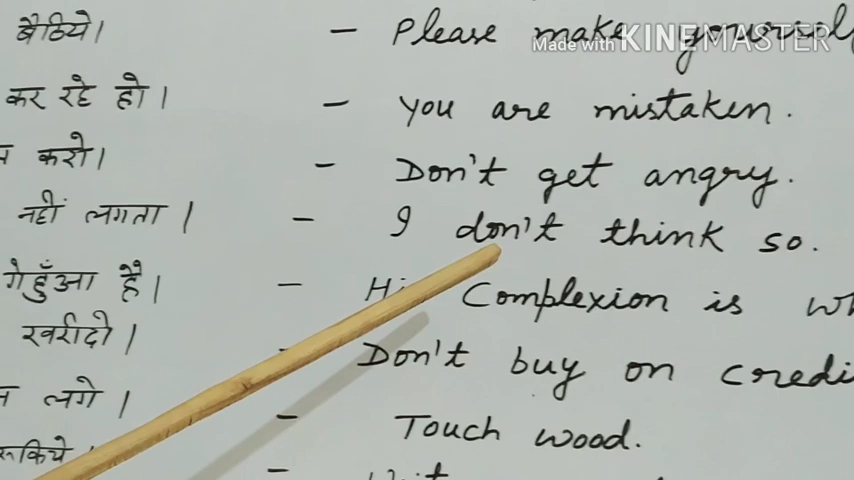 बैठिये। - Please make
Made with KINEMASTER
कर रहे हो। - You are mistaken.
करो। - Don't get angry.
नहीं लगता। - I don't think so.
गेहुँआ है। - Complexion is
खरीदो। - Don't buy on
लगे। - Touch wood.
रूकिये